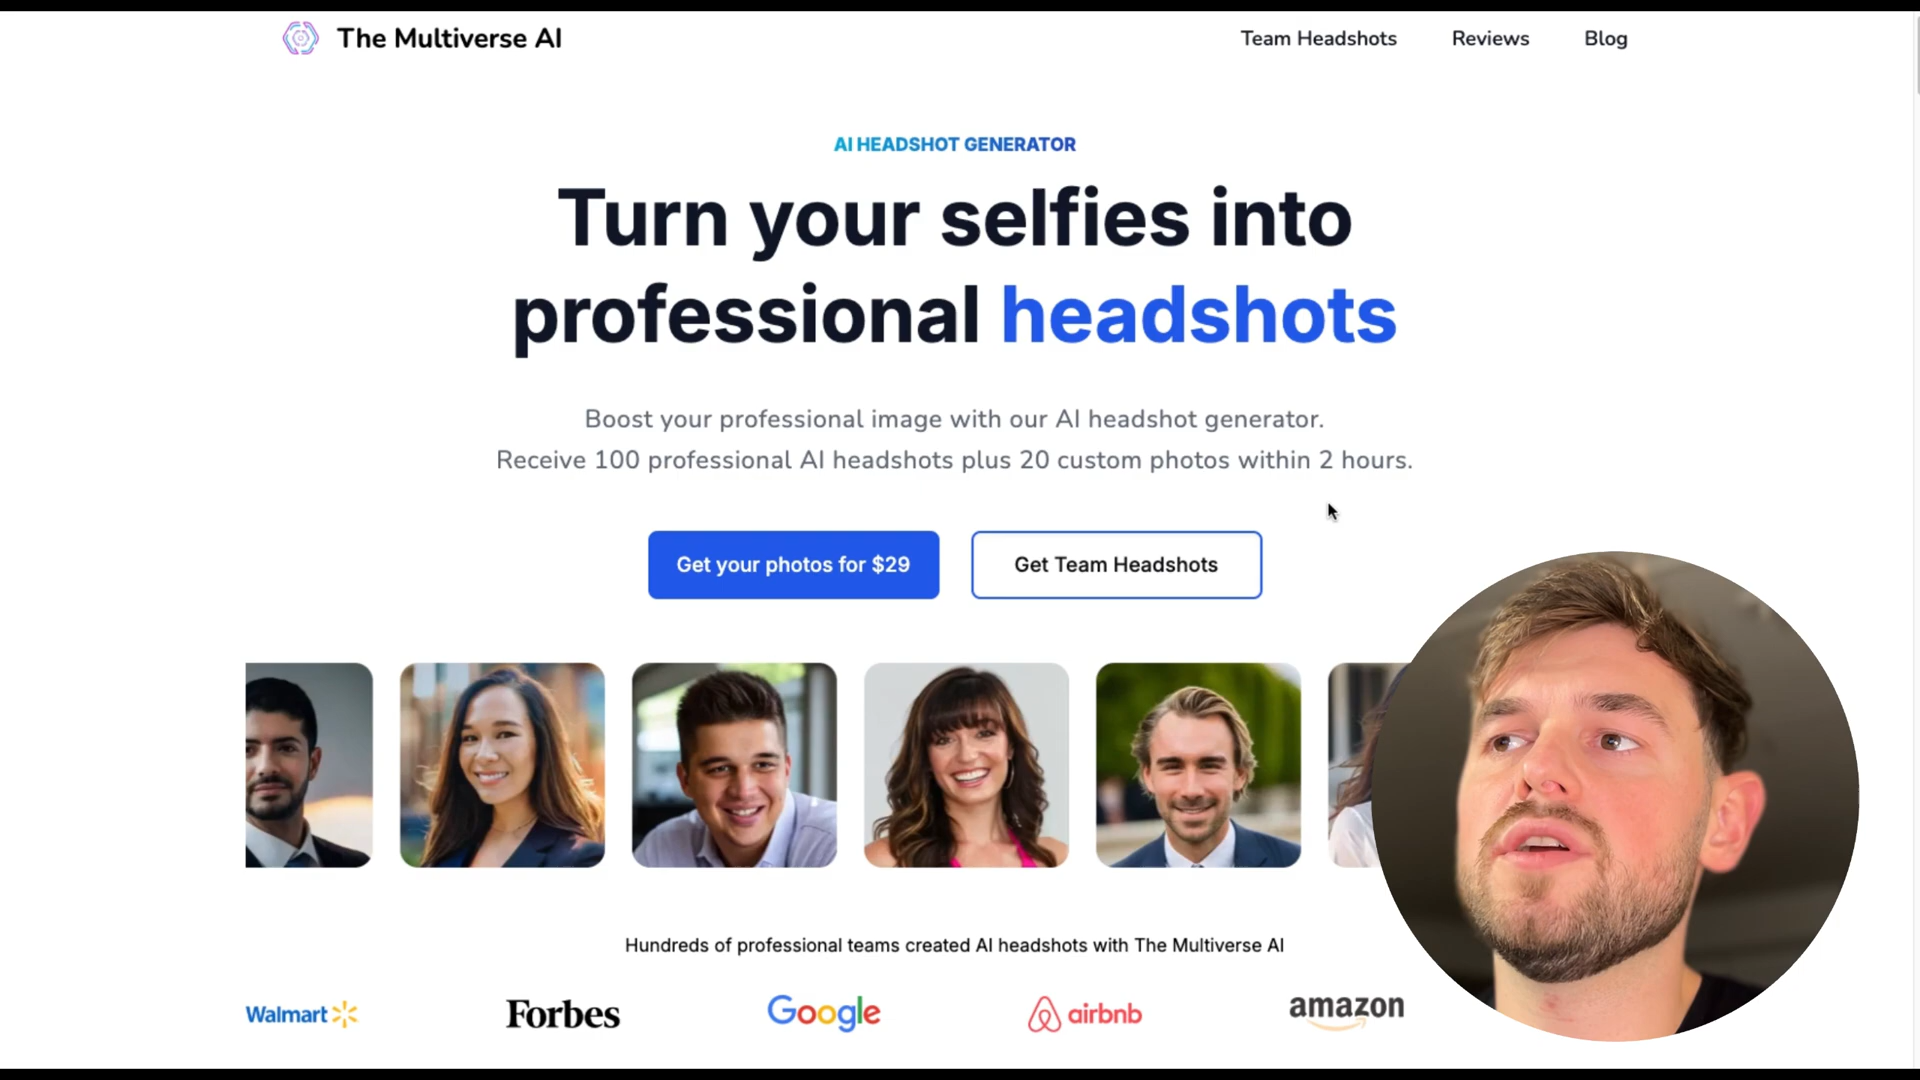 The Multiverse AI
Team Headshots
Reviews
Blog
AI HEADSHOT GENERATOR
Turn your selfies into
professional headshots
Boost your professional image with our AI headshot generator.
Receive 100 professional AI headshots plus 20 custom photos within 2 hours.
Get your photos for $29
Get Team Headshots
Hundreds of professional teams created AI headshots with The Multiverse AI
Walmart
Forbes
Google
airbnb
amazon